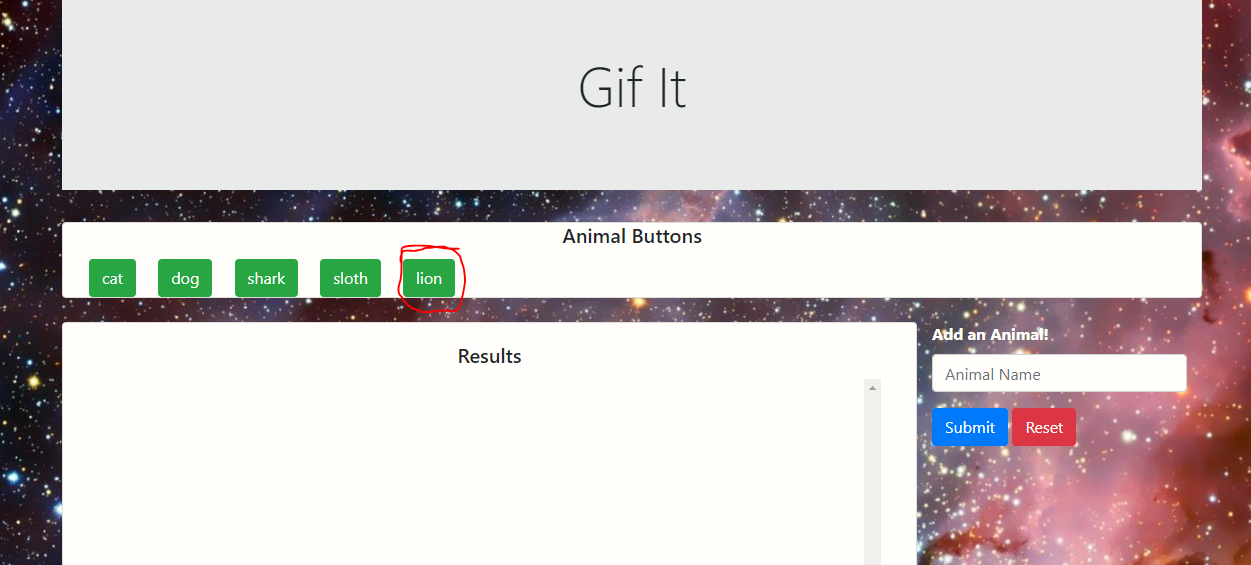 Gif It
Animal Buttons
cat dog shark sloth lion
Results
Add an Animal!
Animal Name
Submit Reset